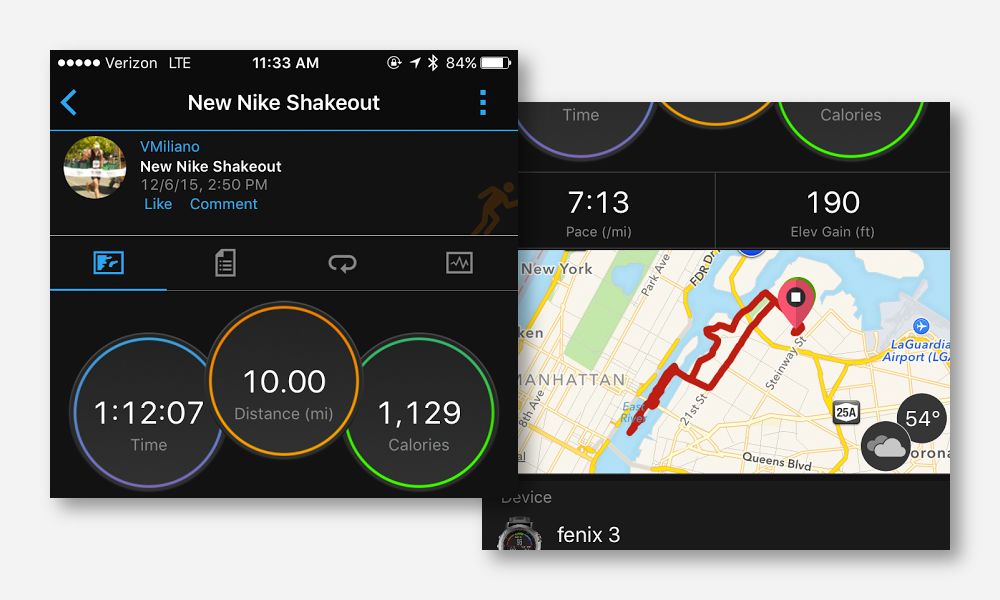 Verizon LTE 11:33 AM 84%
New Nike Shakeout
VMiliano
New Nike Shakeout
12/6/15, 2:50 PM
Like Comment
10.00
Distance (mi)
1:12:07
Time
1,129
Calories
Time Calories
7:13
Pace (/mi)
190
Elev Gain (ft)
New York
Park Ave
FDR Dr
ken
MANHATTAN
8th Ave
East
River
21st St
Steinway St
LaGuardia
Airport (LGA
25A
54°
Queens Blvd
orona
al
Device
fenix 3